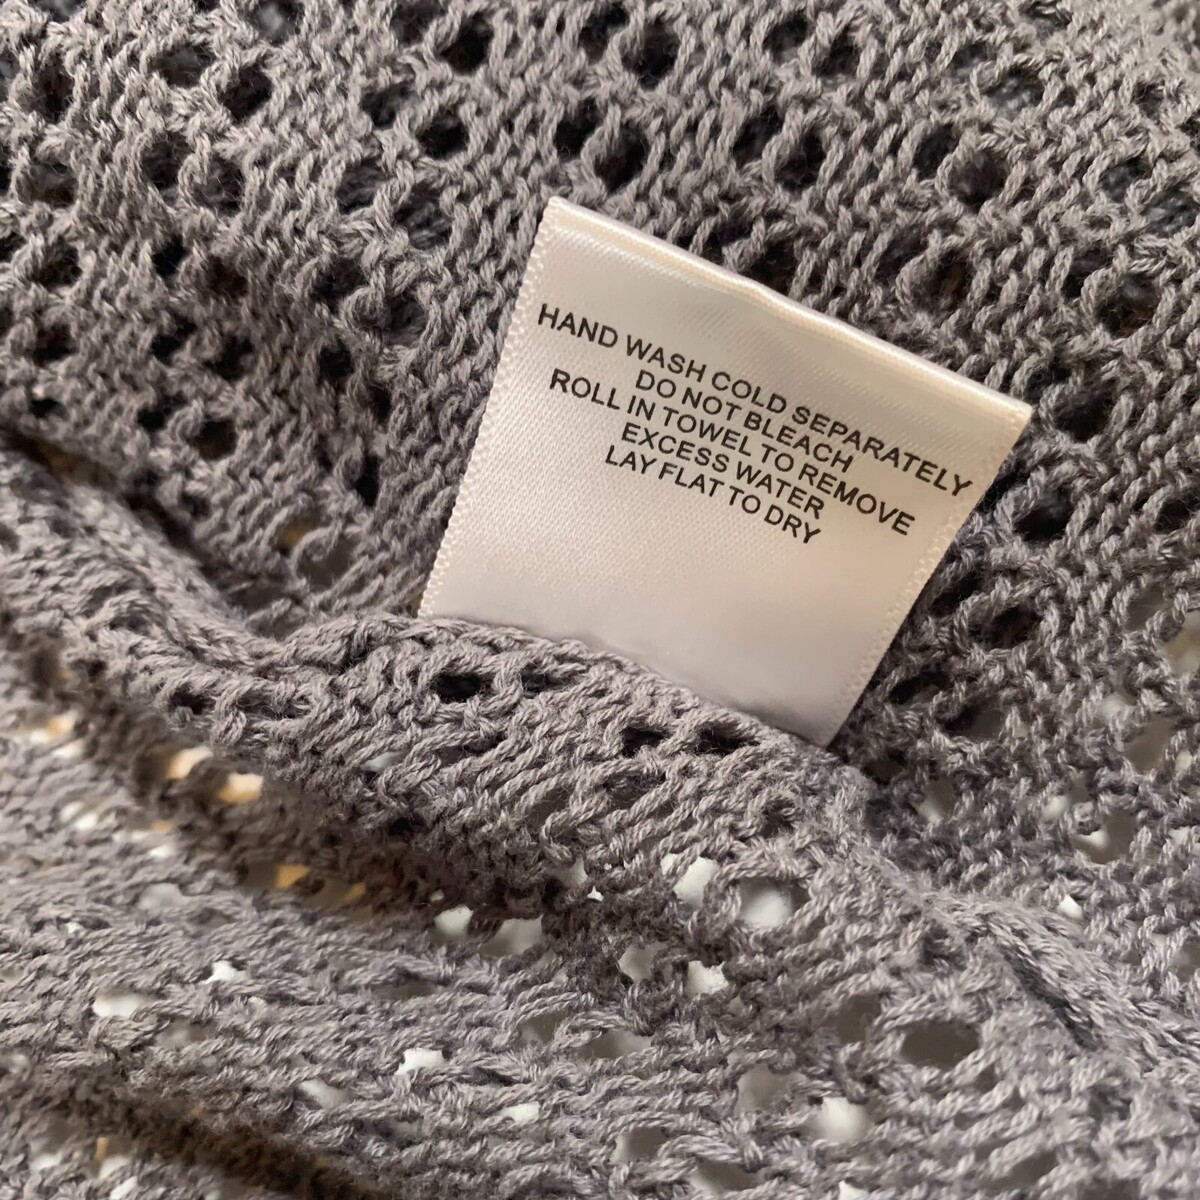 HAND WASH COLD SEPARATELY
DO NOT BLEACH
ROLL IN TOWEL TO REMOVE
EXCESS WATER
LAY FLAT TO DRY